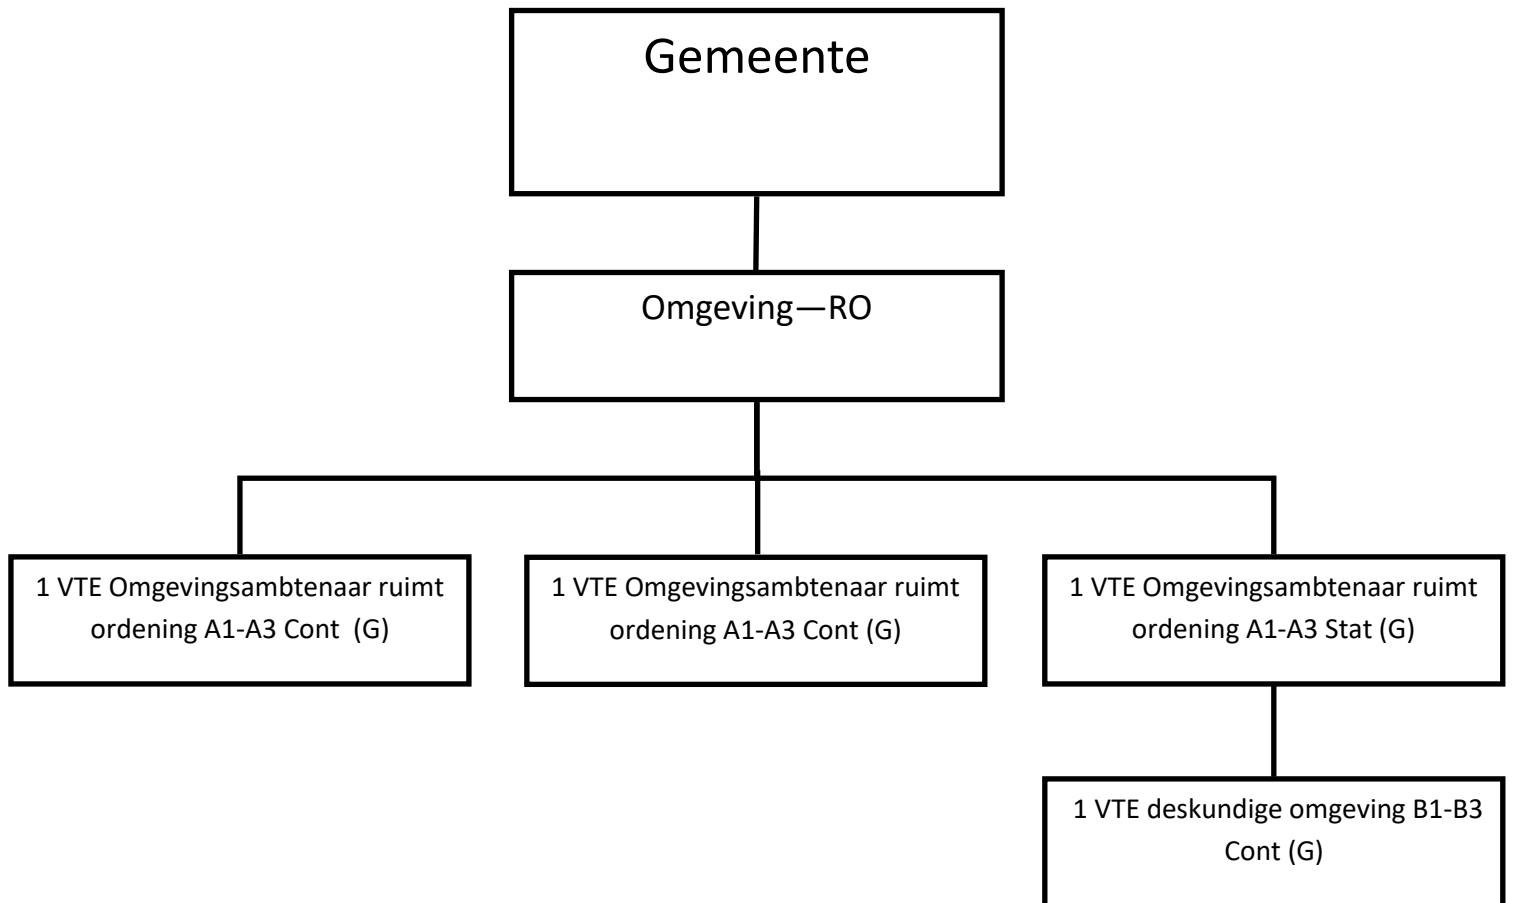 Gemeente
Omgeving—RO
1 VTE Omgevingsambtenaar ruimt
ordening A1-A3 Cont  (G)
1 VTE Omgevingsambtenaar ruimt
ordening A1-A3 Cont (G)
1 VTE Omgevingsambtenaar ruimt
ordening A1-A3 Stat (G)
1 VTE deskundige omgeving B1-B3
Cont (G)